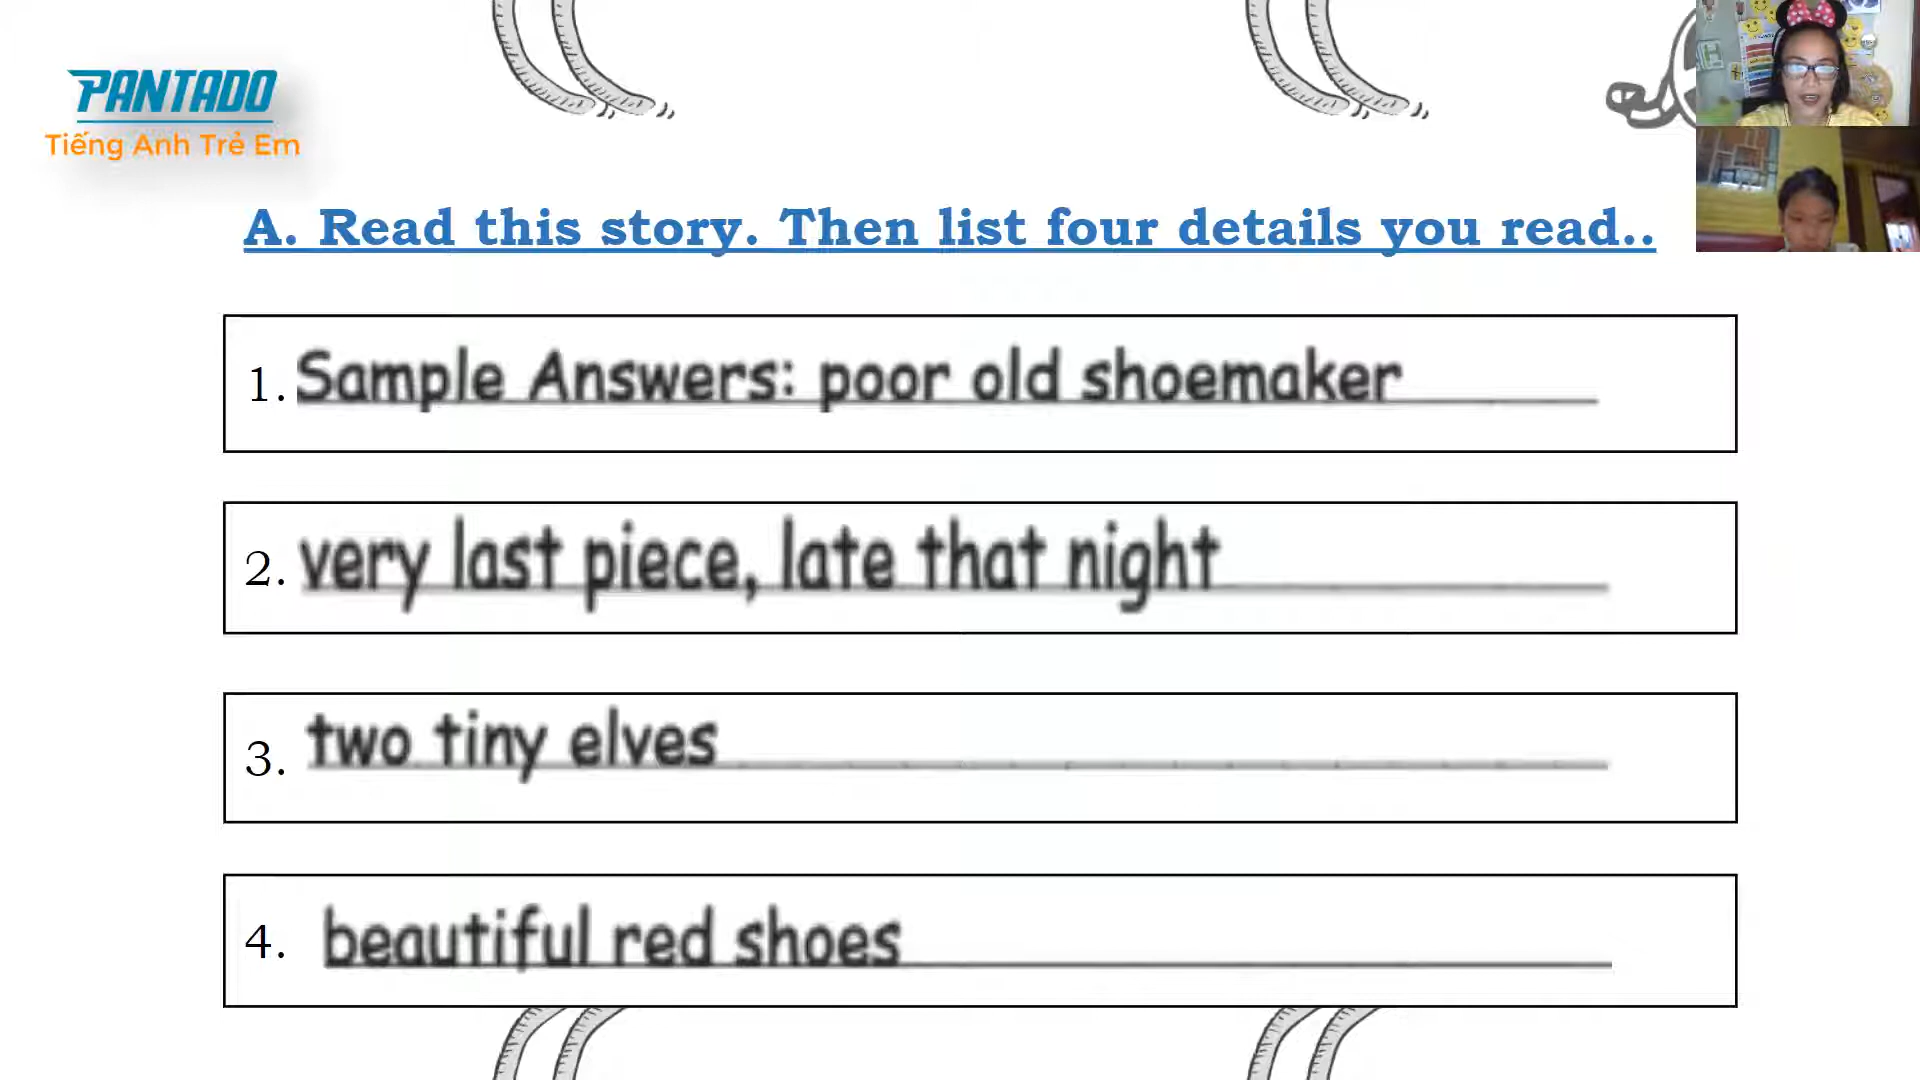 PANTADO
Tiếng Anh Trẻ Em
A. Read this story. Then list four details you read..
1. Sample Answers: poor old shoemaker
2. very last piece, late that night
3. two tiny elves
4. beautiful red shoes